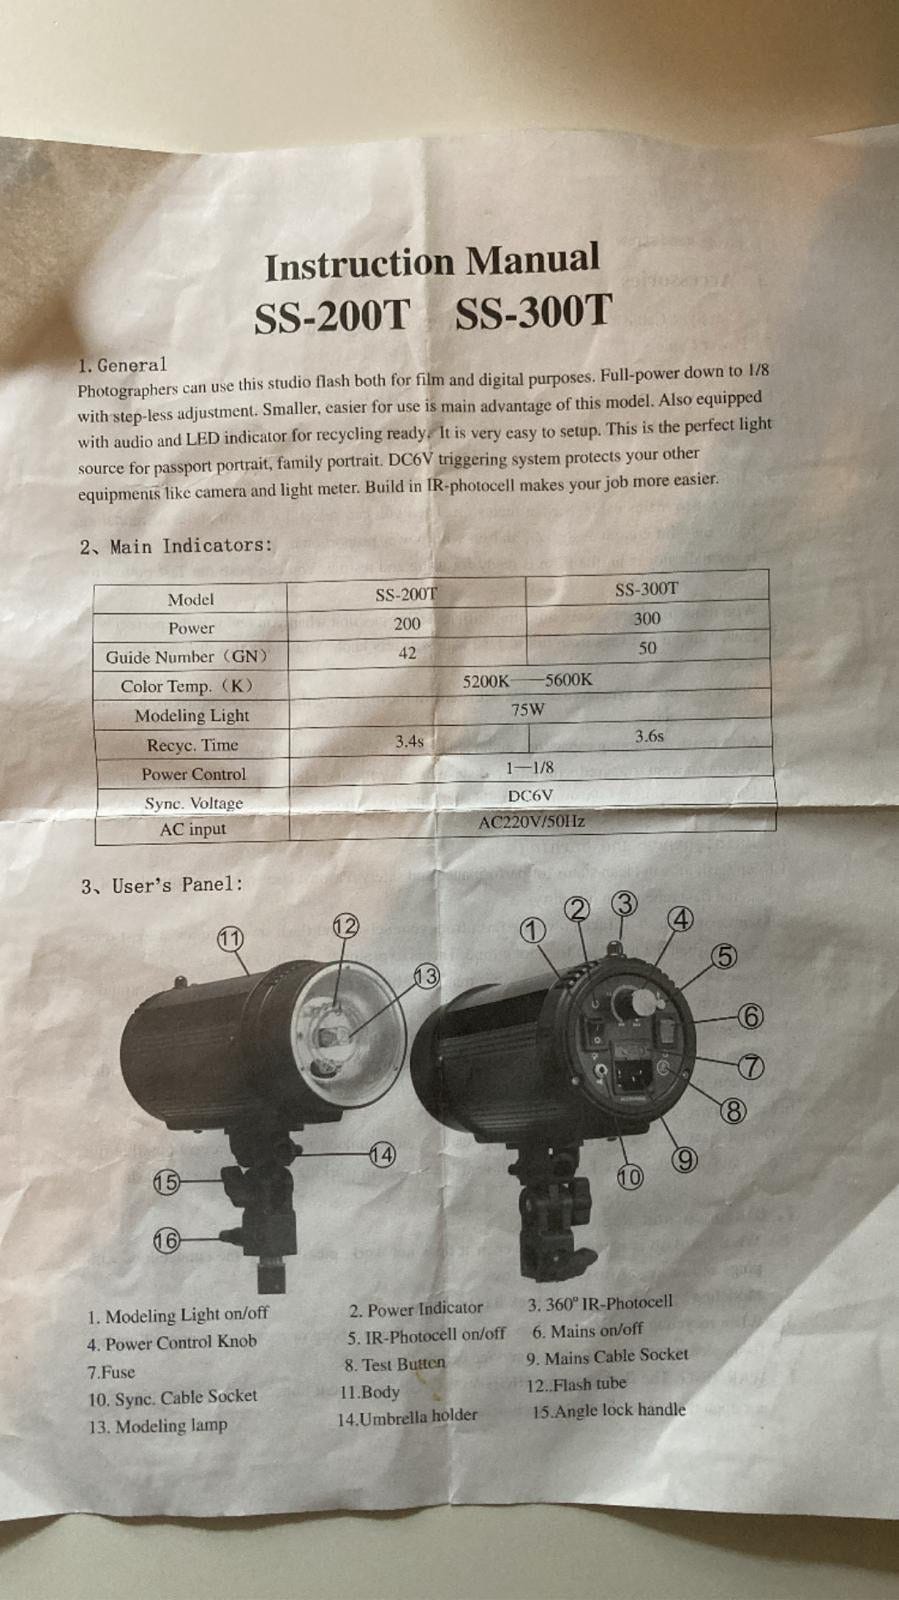 Instruction Manual
SS-200T SS-300T
1. General
Photographers can use this studio flash both for film and digital purposes. Full-power down to 1/8
with step-less adjustment. Smaller, easier for use is main advantage of this model. Also equipped
with audio and LED indicator for recycling ready. It is very easy to setup. This is the perfect light
source for passport portrait, family portrait. DC6V triggering system protects your other
equipments like camera and light meter. Build in IR-photocell makes your job more easier.
2、Main Indicators:
Model SS-200T SS-300T
Power 200 300
Guide Number（GN） 42 50
Color Temp.（K） 5200K——5600K
Modeling Light 75W
Recyc. Time 3.4s 3.6s
Power Control 1—1/8
Sync. Voltage DC6V
AC input AC220V/50Hz
3、User's Panel:
① ② ③ ④ ⑤ ⑥ ⑦ ⑧ ⑨ ⑩ ⑪ ⑫ ⑬ ⑭ ⑮ ⑯
1. Modeling Light on/off 2. Power Indicator 3. 360° IR-Photocell
4. Power Control Knob 5. IR-Photocell on/off 6. Mains on/off
7.Fuse 8. Test Button 9. Mains Cable Socket
10. Sync. Cable Socket 11.Body 12..Flash tube
13. Modeling lamp 14.Umbrella holder 15.Angle lock handle